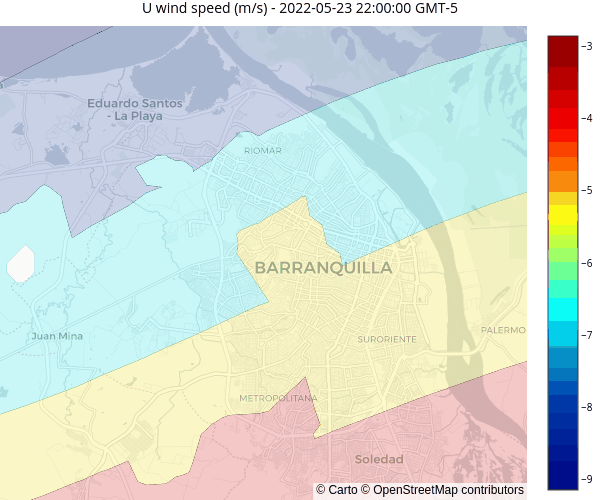 U wind speed (m/s) - 2022-05-23 22:00:00 GMT-5
−3
Eduardo Santos
- La Playa
−4
RIOMAR
−5
BARRANQUILLA
−6
Juan Mina
SURORIENTE
PALERMO
−7
METROPOLITANA
−8
Soledad
−9
© Carto © OpenStreetMap contributors